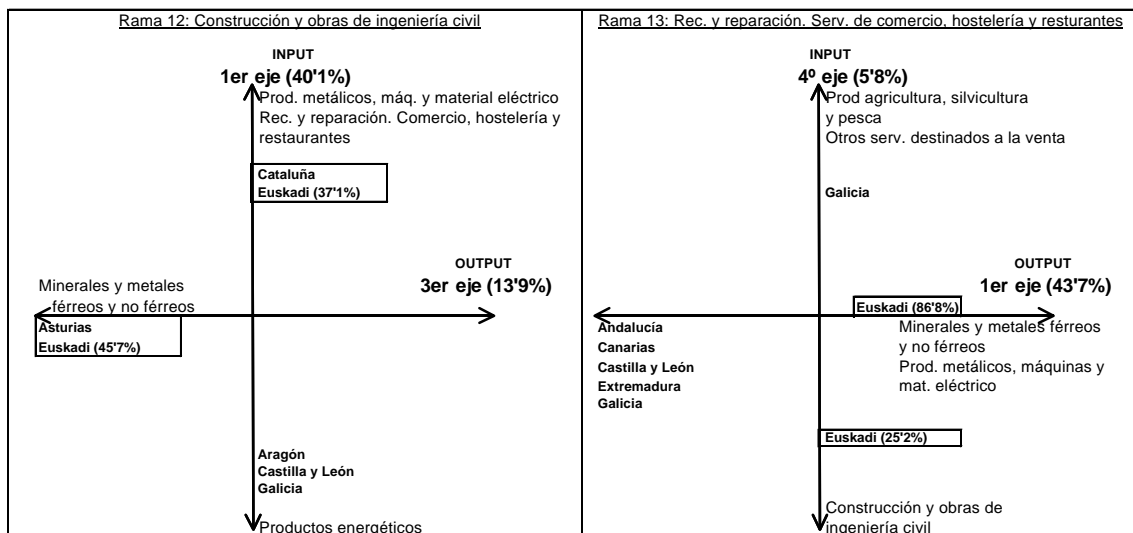 Rama 12: Construcción y obras de ingeniería civil
INPUT
1er eje (40'1%)
Prod. metálicos, máq. y material eléctrico
Rec. y reparación. Comercio, hostelería y
restaurantes
Cataluña
Euskadi (37'1%)
OUTPUT
3er eje (13'9%)
Minerales y metales
férreos y no férreos
Asturias
Euskadi (45'7%)
Aragón
Castilla y León
Galicia
Productos energéticos
Rama 13: Rec. y reparación. Serv. de comercio, hostelería y resturantes
INPUT
4º eje (5'8%)
Prod agricultura, silvicultura
y pesca
Otros serv. destinados a la venta
Galicia
OUTPUT
1er eje (43'7%)
Euskadi (86'8%)
Andalucía
Canarias
Castilla y León
Extremadura
Galicia
Minerales y metales férreos
y no férreos
Prod. metálicos, máquinas y
mat. eléctrico
Euskadi (25'2%)
Construcción y obras de
ingeniería civil